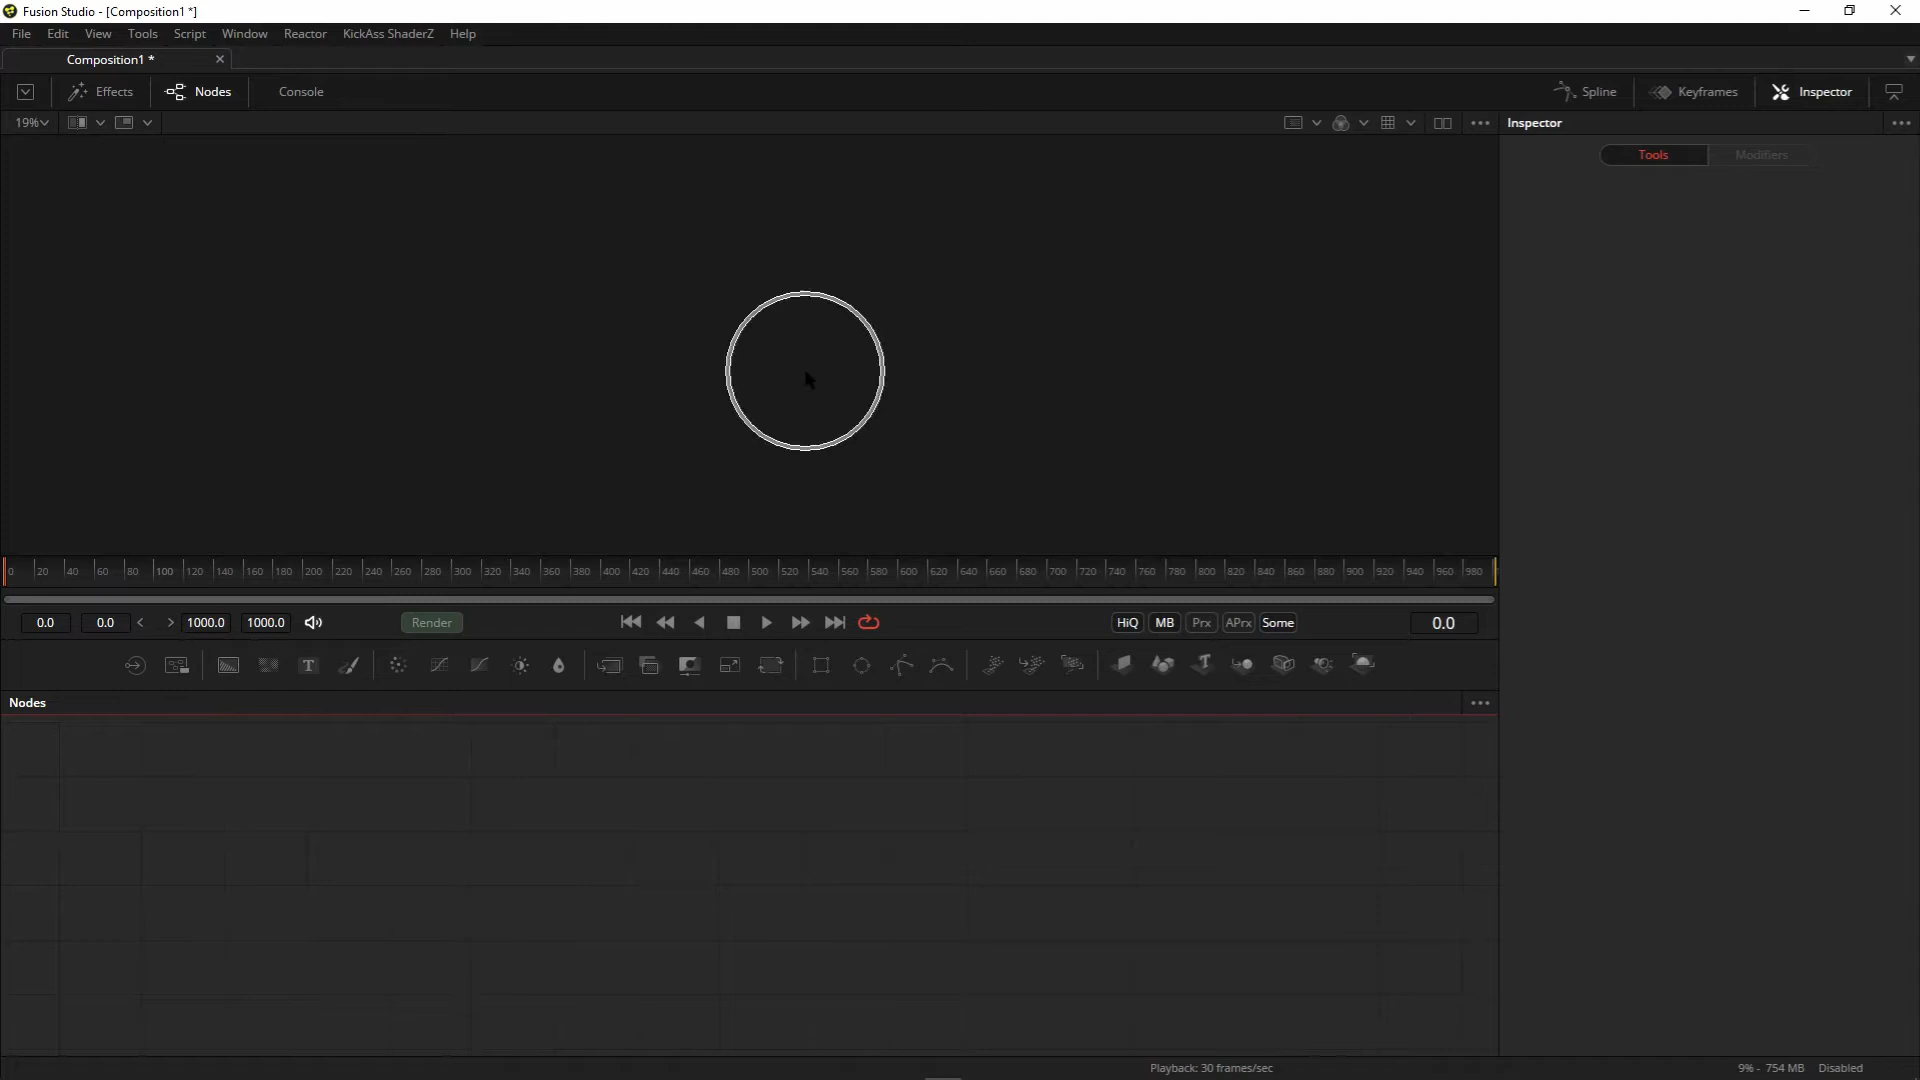 Fusion Studio - [Composition1 *]
File Edit View Tools Script Window Reactor KickAss ShaderZ Help
Composition1 *
Effects Nodes Console Spline Keyframes Inspector
19% Inspector
Tools Modifiers
0 20 40 60 80 100 120 140 160 180 200 220 240 260 280 300 320 340 360 380 400 420 440 460 480 500 520 540 560 580 600 620 640 660 680 700 720 740 760 780 800 820 840 860 880 900 920 940 960 980
0.0 0.0 < > 1000.0 1000.0 Render HiQ MB Prx APrx Some 0.0
T
Nodes
Playback: 30 frames/sec 9% - 754 MB Disabled